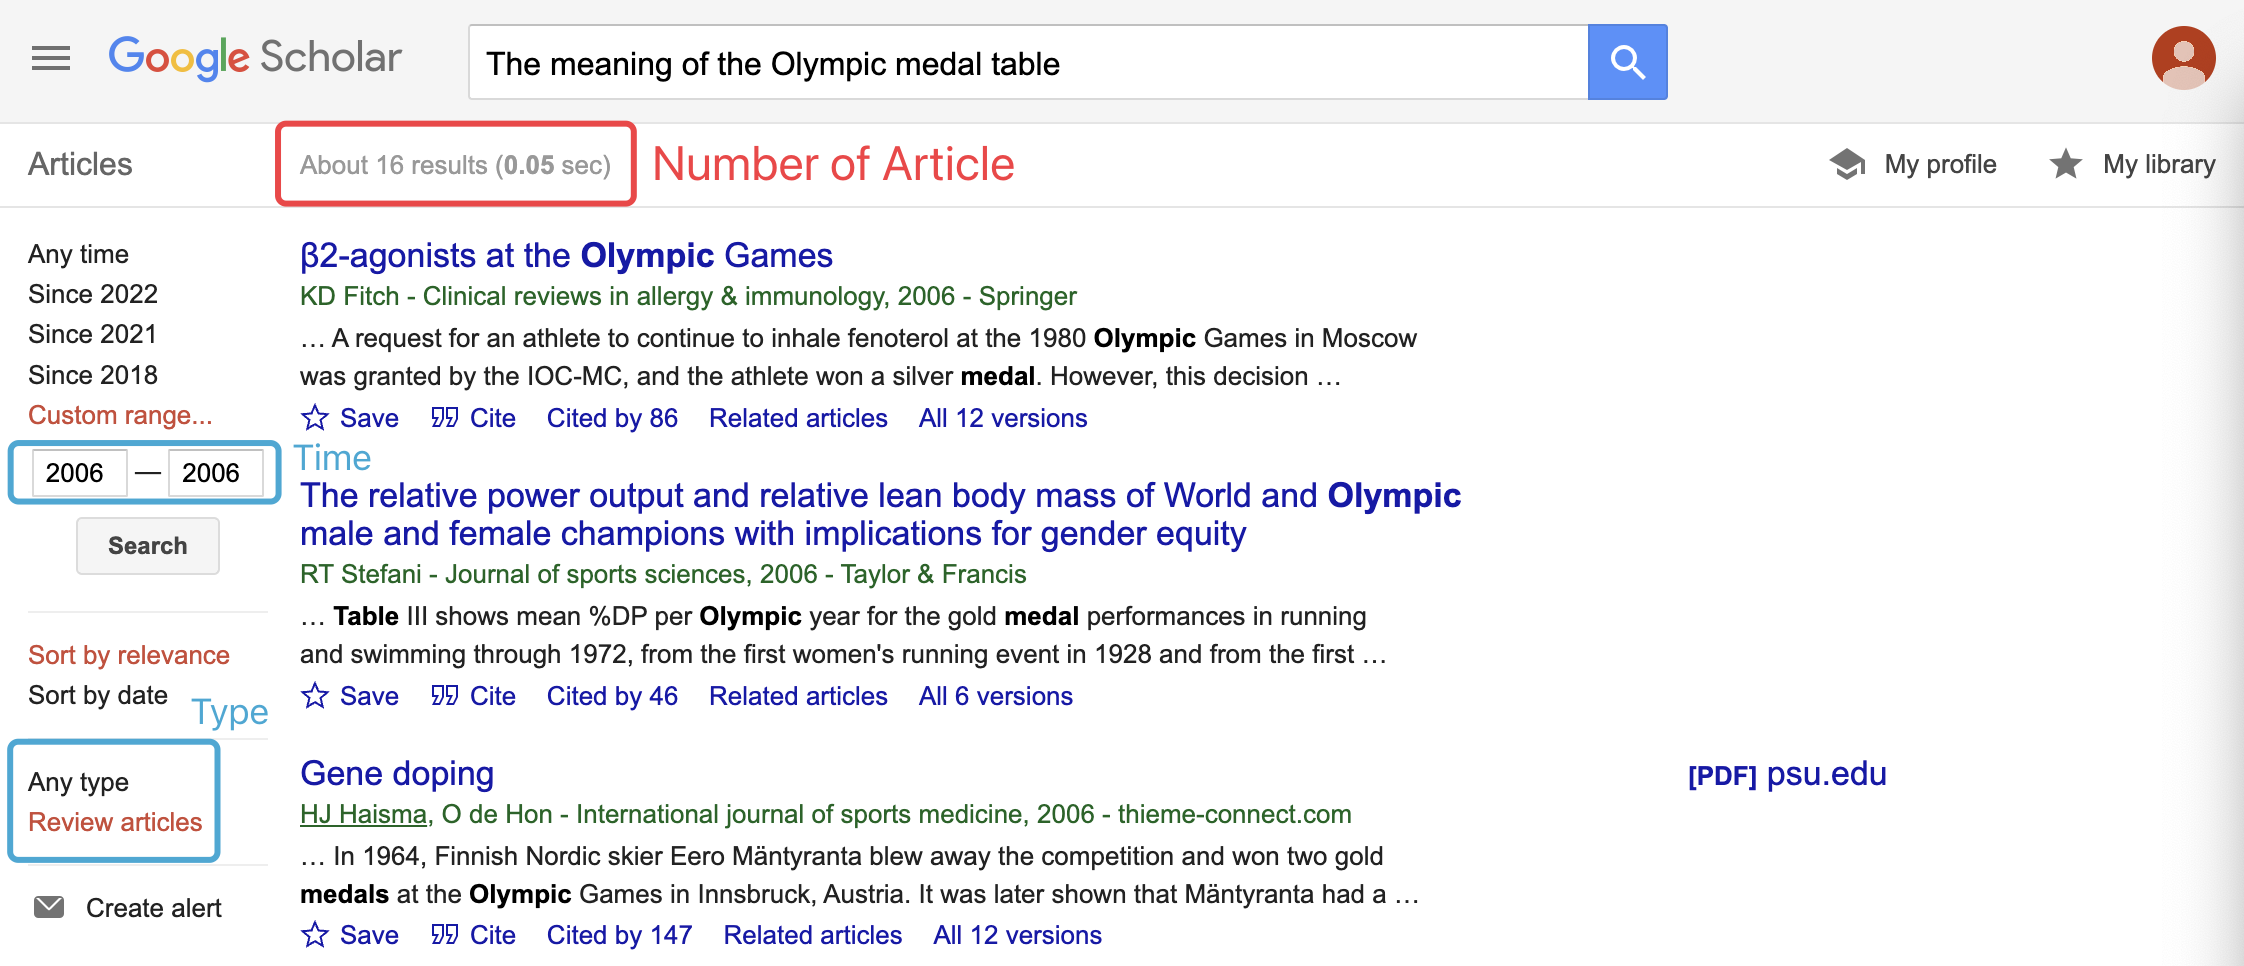 Google Scholar
The meaning of the Olympic medal table
Articles
About 16 results (0.05 sec)
Number of Article
My profile
My library
Any time
Since 2022
Since 2021
Since 2018
Custom range...
2006 — 2006
Time
Search
Sort by relevance
Sort by date
Type
Any type
Review articles
Create alert
β2-agonists at the Olympic Games
KD Fitch - Clinical reviews in allergy & immunology, 2006 - Springer
… A request for an athlete to continue to inhale fenoterol at the 1980 Olympic Games in Moscow
was granted by the IOC-MC, and the athlete won a silver medal. However, this decision …
Save Cite Cited by 86 Related articles All 12 versions
The relative power output and relative lean body mass of World and Olympic
male and female champions with implications for gender equity
RT Stefani - Journal of sports sciences, 2006 - Taylor & Francis
… Table III shows mean %DP per Olympic year for the gold medal performances in running
and swimming through 1972, from the first women's running event in 1928 and from the first …
Save Cite Cited by 46 Related articles All 6 versions
Gene doping
[PDF] psu.edu
HJ Haisma, O de Hon - International journal of sports medicine, 2006 - thieme-connect.com
… In 1964, Finnish Nordic skier Eero Mäntyranta blew away the competition and won two gold
medals at the Olympic Games in Innsbruck, Austria. It was later shown that Mäntyranta had a …
Save Cite Cited by 147 Related articles All 12 versions